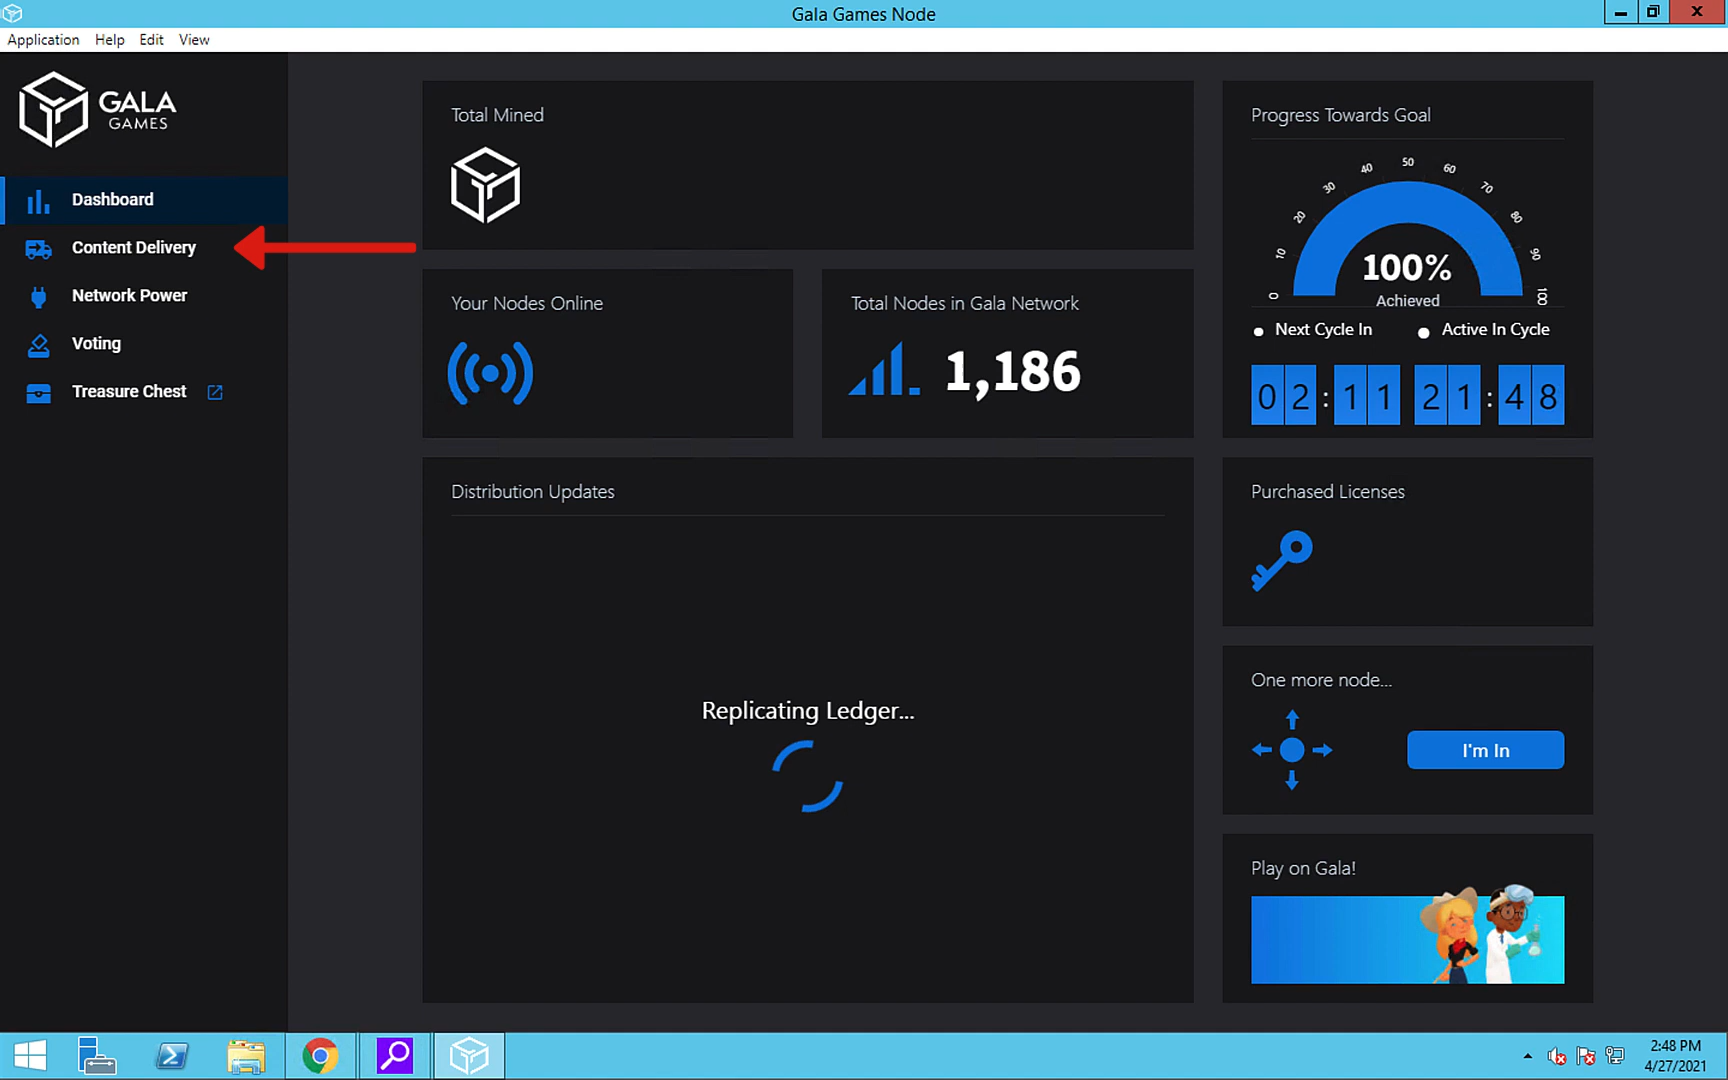 Gala Games Node
Application Help Edit View
GALA
GAMES
Dashboard
Content Delivery
Network Power
Voting
Treasure Chest
Total Mined
Your Nodes Online
Total Nodes in Gala Network
1,186
Distribution Updates
Replicating Ledger...
Progress Towards Goal
0 10 20 30 40 50 60 70 80 90 100
100%
Achieved
Next Cycle In Active In Cycle
02:11 21:48
Purchased Licenses
One more node...
I'm In
Play on Gala!
2:48 PM
4/27/2021